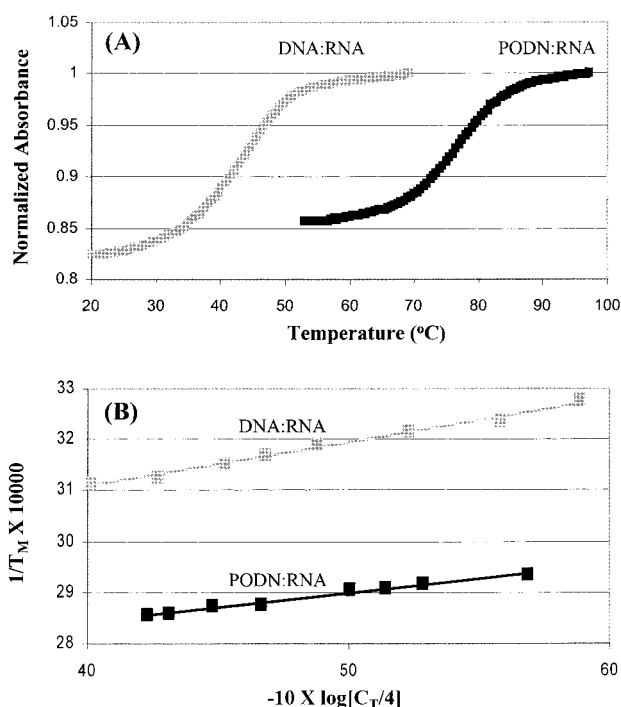 (A)
DNA:RNA
PODN:RNA
Normalized Absorbance
1.05
1
0.95
0.9
0.85
0.8
20 30 40 50 60 70 80 90 100
Temperature (°C)
(B)
DNA:RNA
PODN:RNA
1/T_M X 10000
33
32
31
30
29
28
40 50 60
-10 X log[C_T/4]